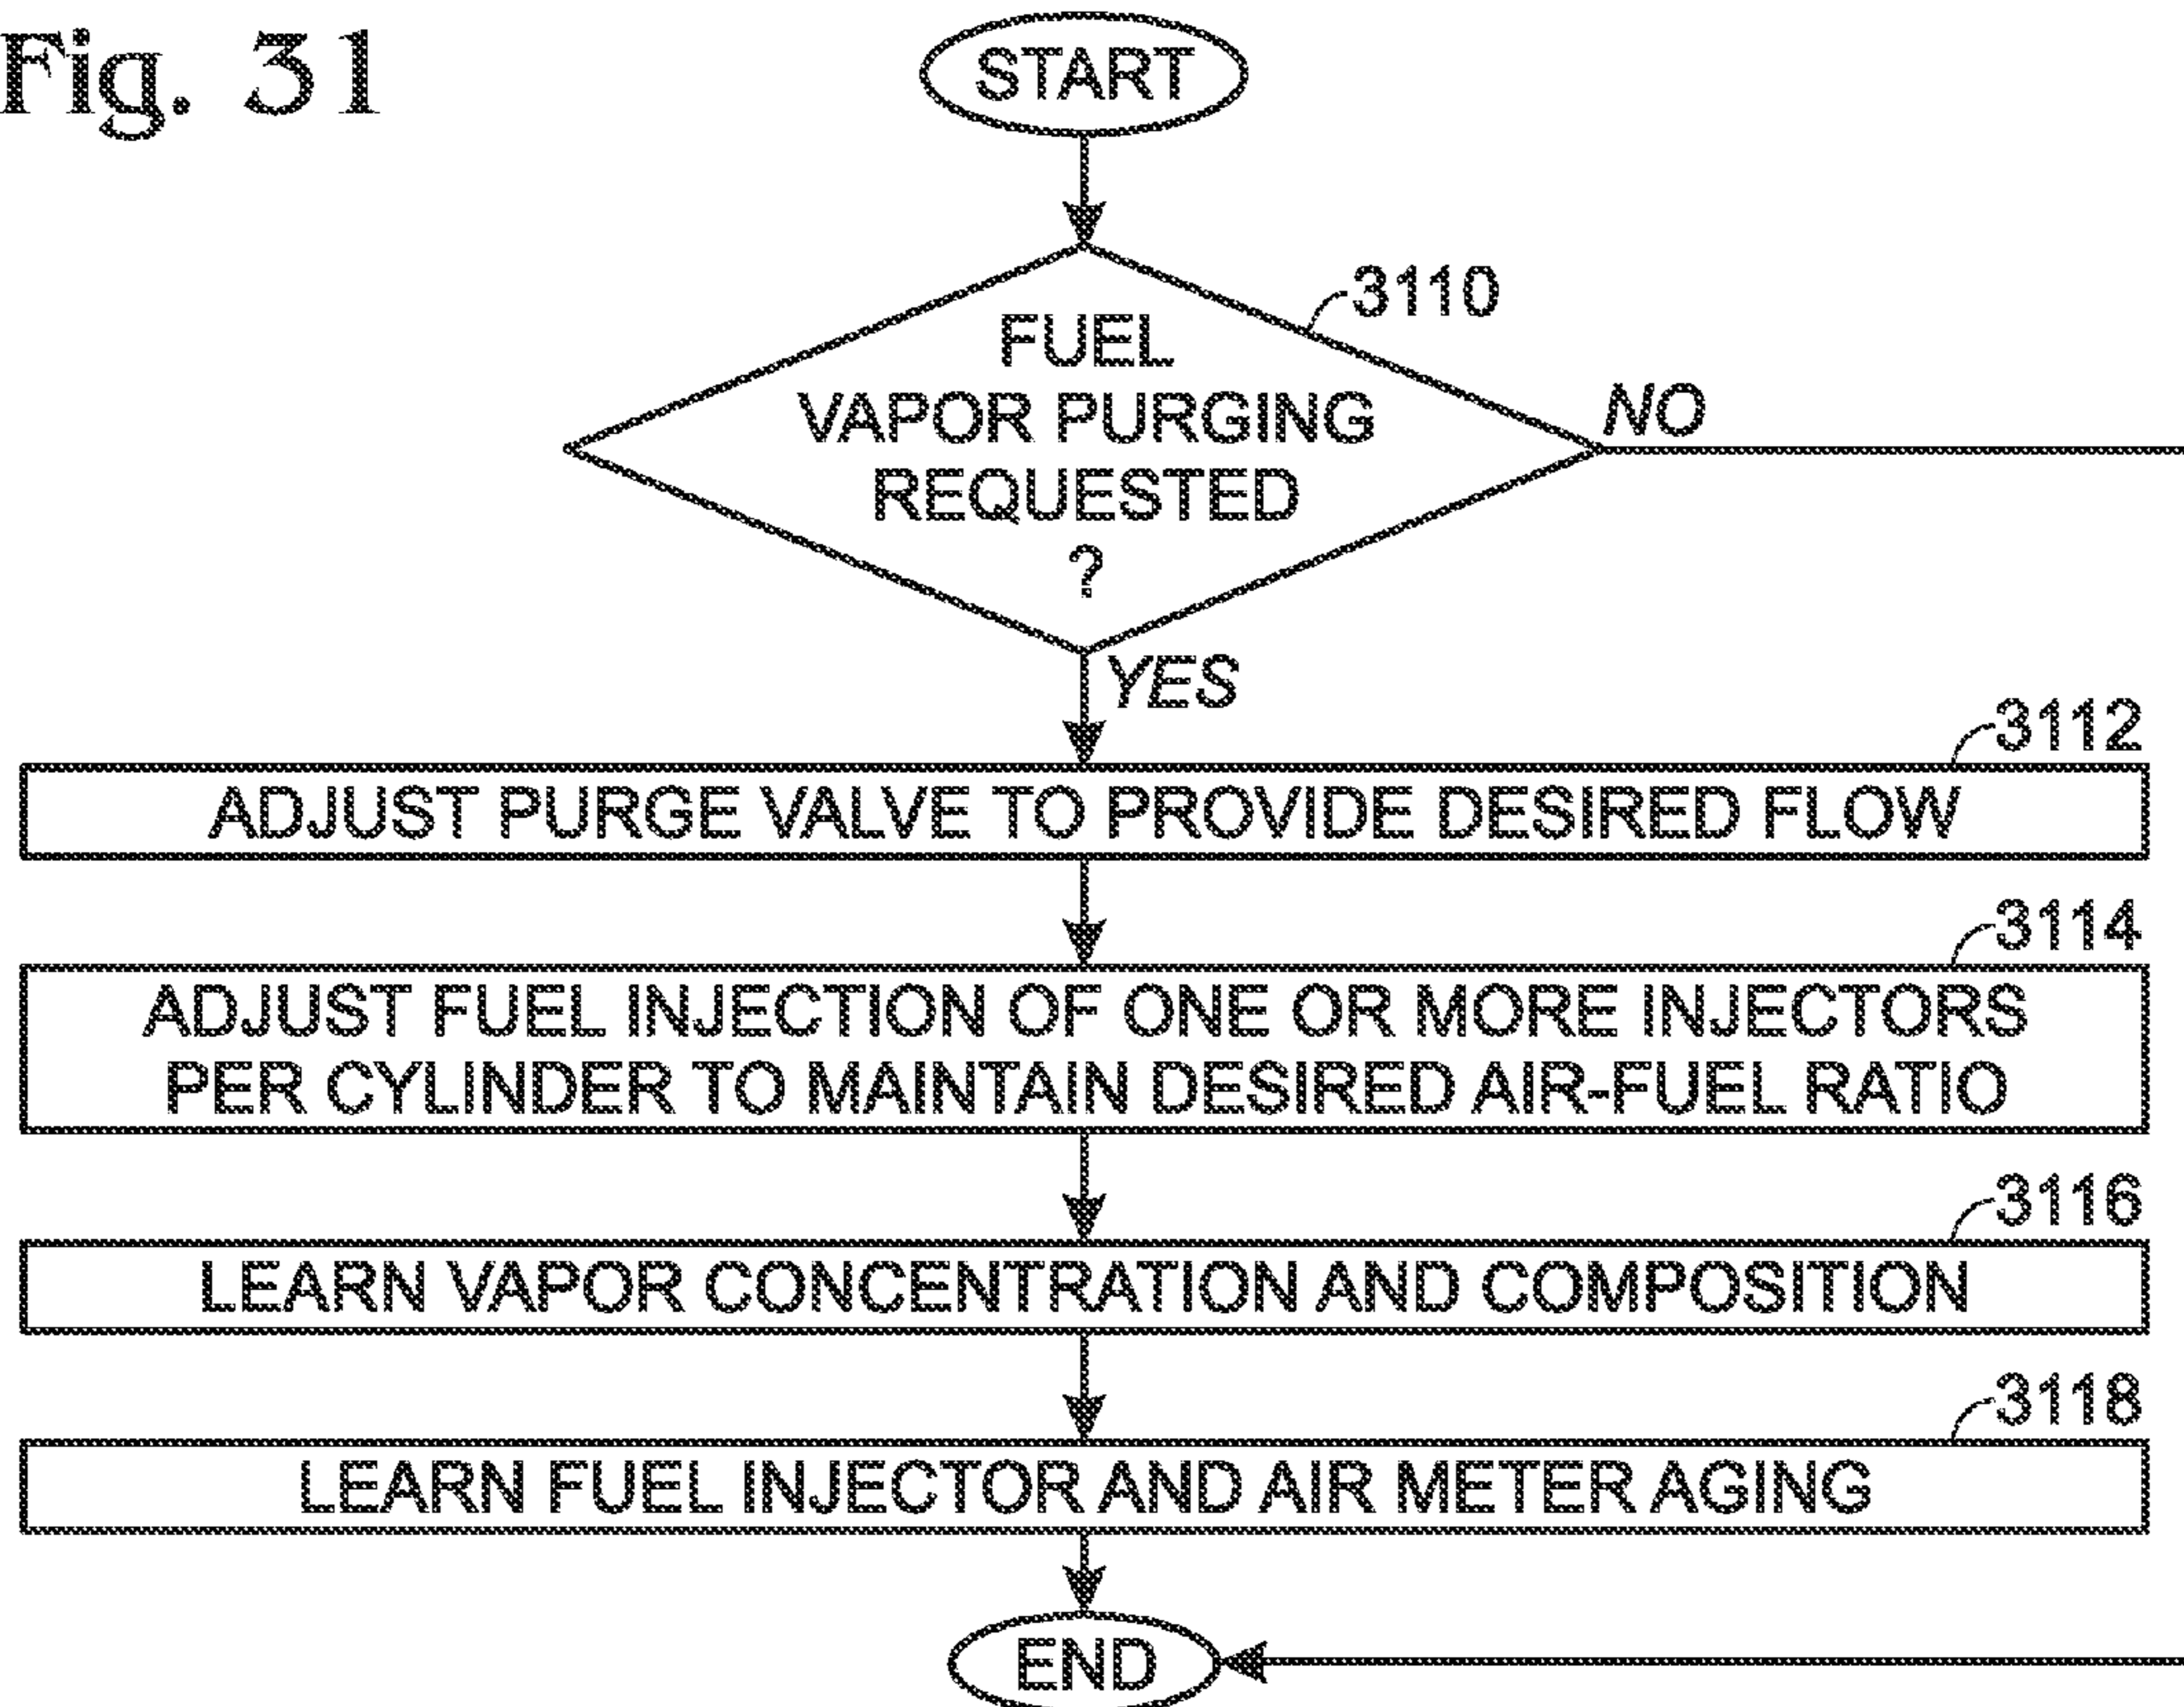 Fig. 31
START
3110
FUEL
VAPOR PURGING
REQUESTED
?
NO
YES
3112
ADJUST PURGE VALVE TO PROVIDE DESIRED FLOW
3114
ADJUST FUEL INJECTION OF ONE OR MORE INJECTORS
PER CYLINDER TO MAINTAIN DESIRED AIR-FUEL RATIO
3116
LEARN VAPOR CONCENTRATION AND COMPOSITION
3118
LEARN FUEL INJECTOR AND AIR METER AGING
END